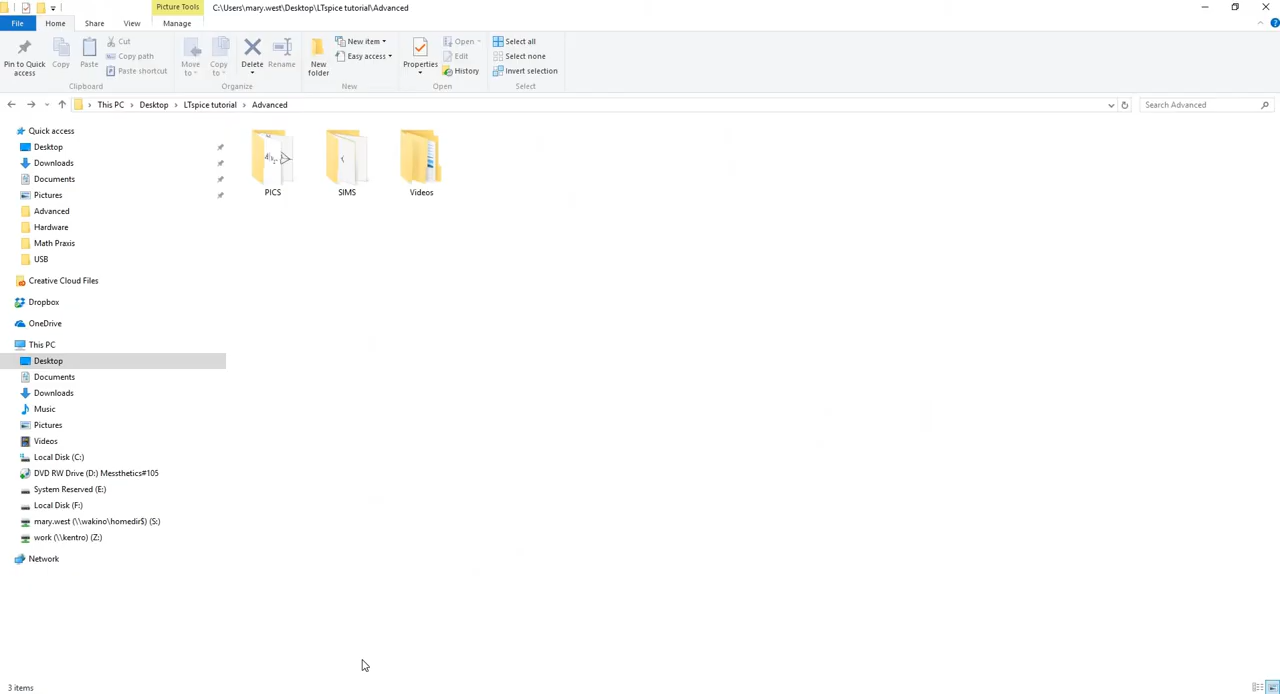 Picture Tools C:\Users\mary.west\Desktop\LTspice tutorial\Advanced
File Home Share View Manage
Pin to Quick access
Copy
Paste
Cut
Copy path
Paste shortcut
Clipboard
Move to
Copy to
Delete
Rename
Organize
New folder
New item
Easy access
New
Properties
Open
Edit
History
Open
Select all
Select none
Invert selection
Select
This PC > Desktop > LTspice tutorial > Advanced
Search Advanced
Quick access
Desktop
Downloads
Documents
Pictures
Advanced
Hardware
Math Praxis
USB
Creative Cloud Files
Dropbox
OneDrive
This PC
Desktop
Documents
Downloads
Music
Pictures
Videos
Local Disk (C:)
DVD RW Drive (D:) Messthetics#105
System Reserved (E:)
Local Disk (F:)
mary.west (\\wakino\homedir$) (S:)
work (\\kentro) (Z:)
Network
PICS
SIMS
Videos
3 items